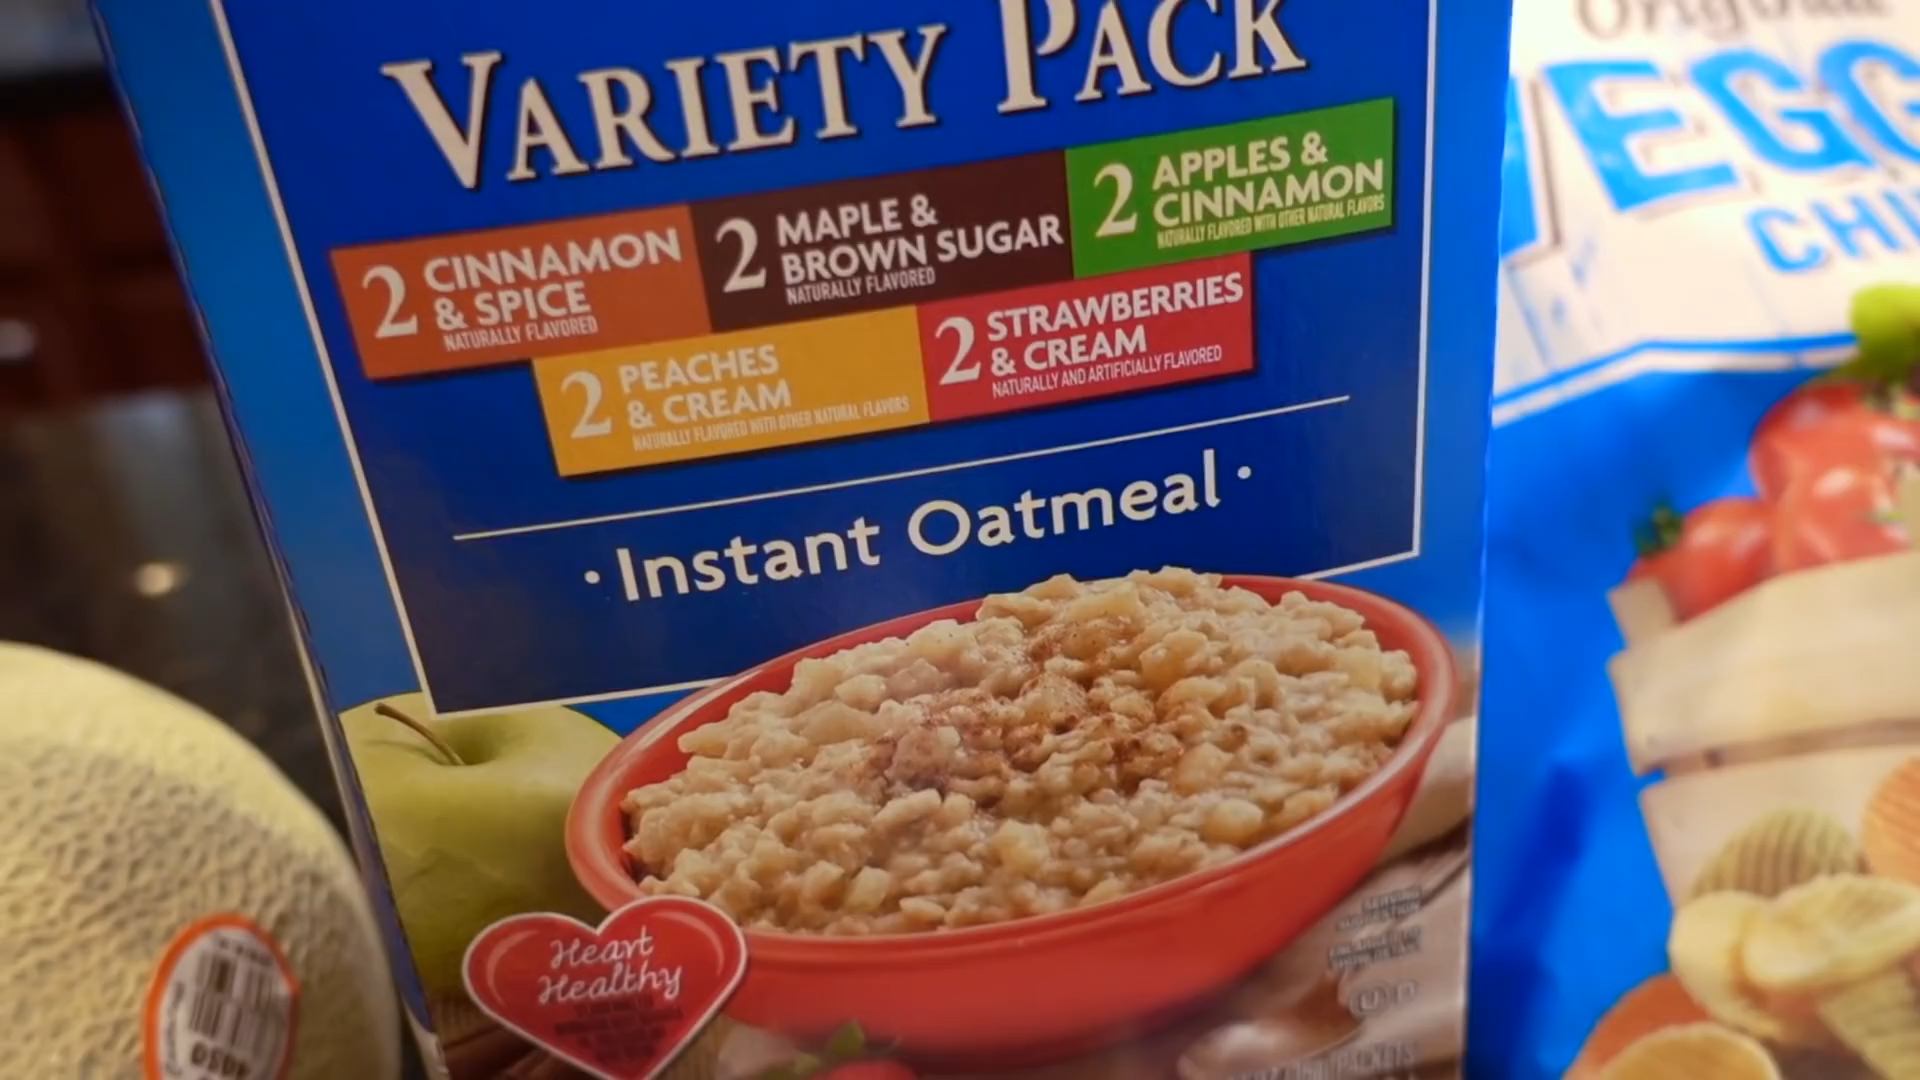 VARIETY PACK
2 CINNAMON
& SPICE
NATURALLY FLAVORED
2 MAPLE &
BROWN SUGAR
NATURALLY FLAVORED
2 APPLES &
CINNAMON
NATURALLY FLAVORED WITH OTHER NATURAL FLAVORS
2 PEACHES
& CREAM
NATURALLY FLAVORED WITH OTHER NATURAL FLAVORS
2 STRAWBERRIES
& CREAM
NATURALLY AND ARTIFICIALLY FLAVORED
· Instant Oatmeal ·
Heart
Healthy
Original
EGG
CHI